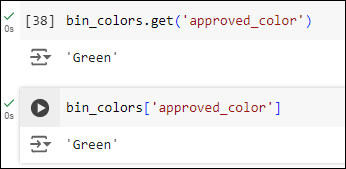 [38] bin_colors.get('approved_color')
0s
'Green'
bin_colors['approved_color']
0s
'Green'